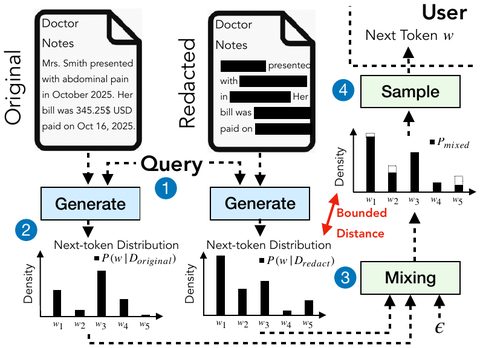 User
Next Token w
Original
Doctor
Notes
Mrs. Smith presented
with abdominal pain
in October 2025. Her
bill was 345.25$ USD
paid on Oct 16, 2025.
Redacted
Doctor
Notes
presented
with
in Her
bill was
paid on
4
Sample
Query
1
Generate
Generate
2
Density
P_mixed
w1 w2 w3 w4 w5
Bounded
Distance
Next-token Distribution
P(w|D_original)
Density
w1 w2 w3 w4 w5
Next-token Distribution
P(w|D_redact)
Density
w1 w2 w3 w4 w5
3
Mixing
ϵ